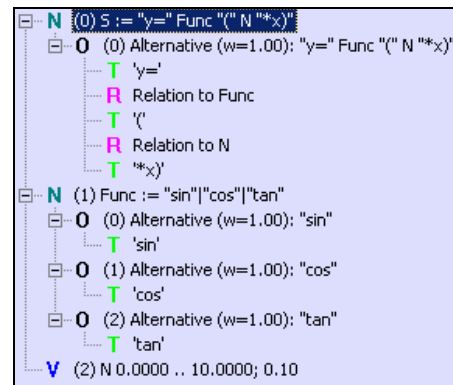 N (0) S := "y=" Func "(" N "*x)"
O (0) Alternative (w=1.00): "y=" Func "(" N "*x)"
T 'y='
R Relation to Func
T '('
R Relation to N
T '*x)'
N (1) Func := "sin"|"cos"|"tan"
O (0) Alternative (w=1.00): "sin"
T 'sin'
O (1) Alternative (w=1.00): "cos"
T 'cos'
O (2) Alternative (w=1.00): "tan"
T 'tan'
V (2) N 0.0000 .. 10.0000; 0.10